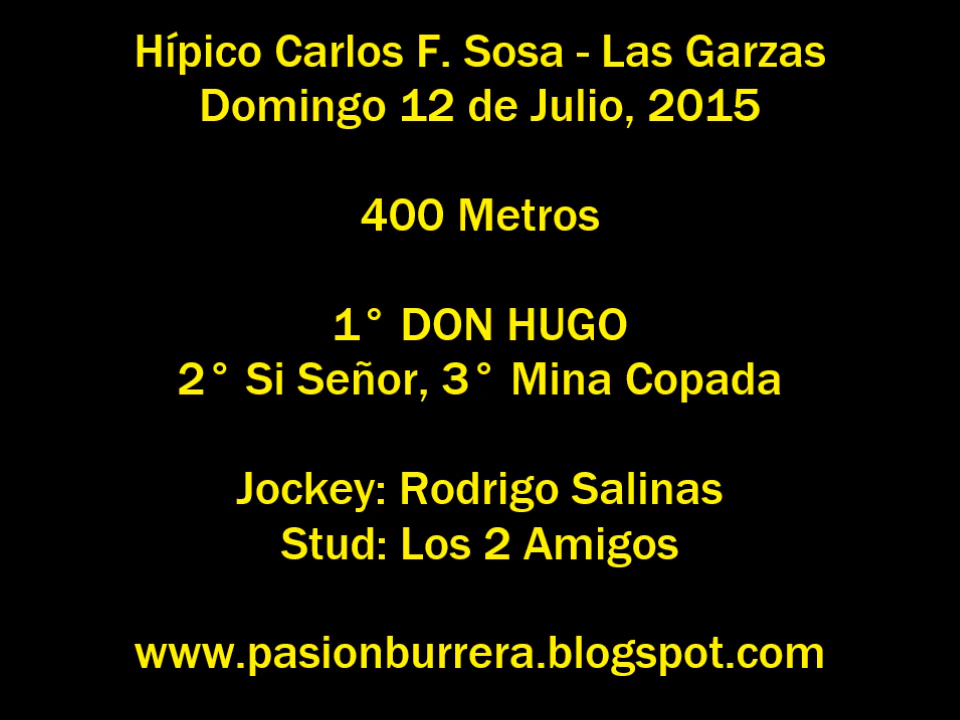 Hípico Carlos F. Sosa - Las Garzas
Domingo 12 de Julio, 2015
400 Metros
1° DON HUGO
2° Si Señor, 3° Mina Copada
Jockey: Rodrigo Salinas
Stud: Los 2 Amigos
www.pasionburrera.blogspot.com